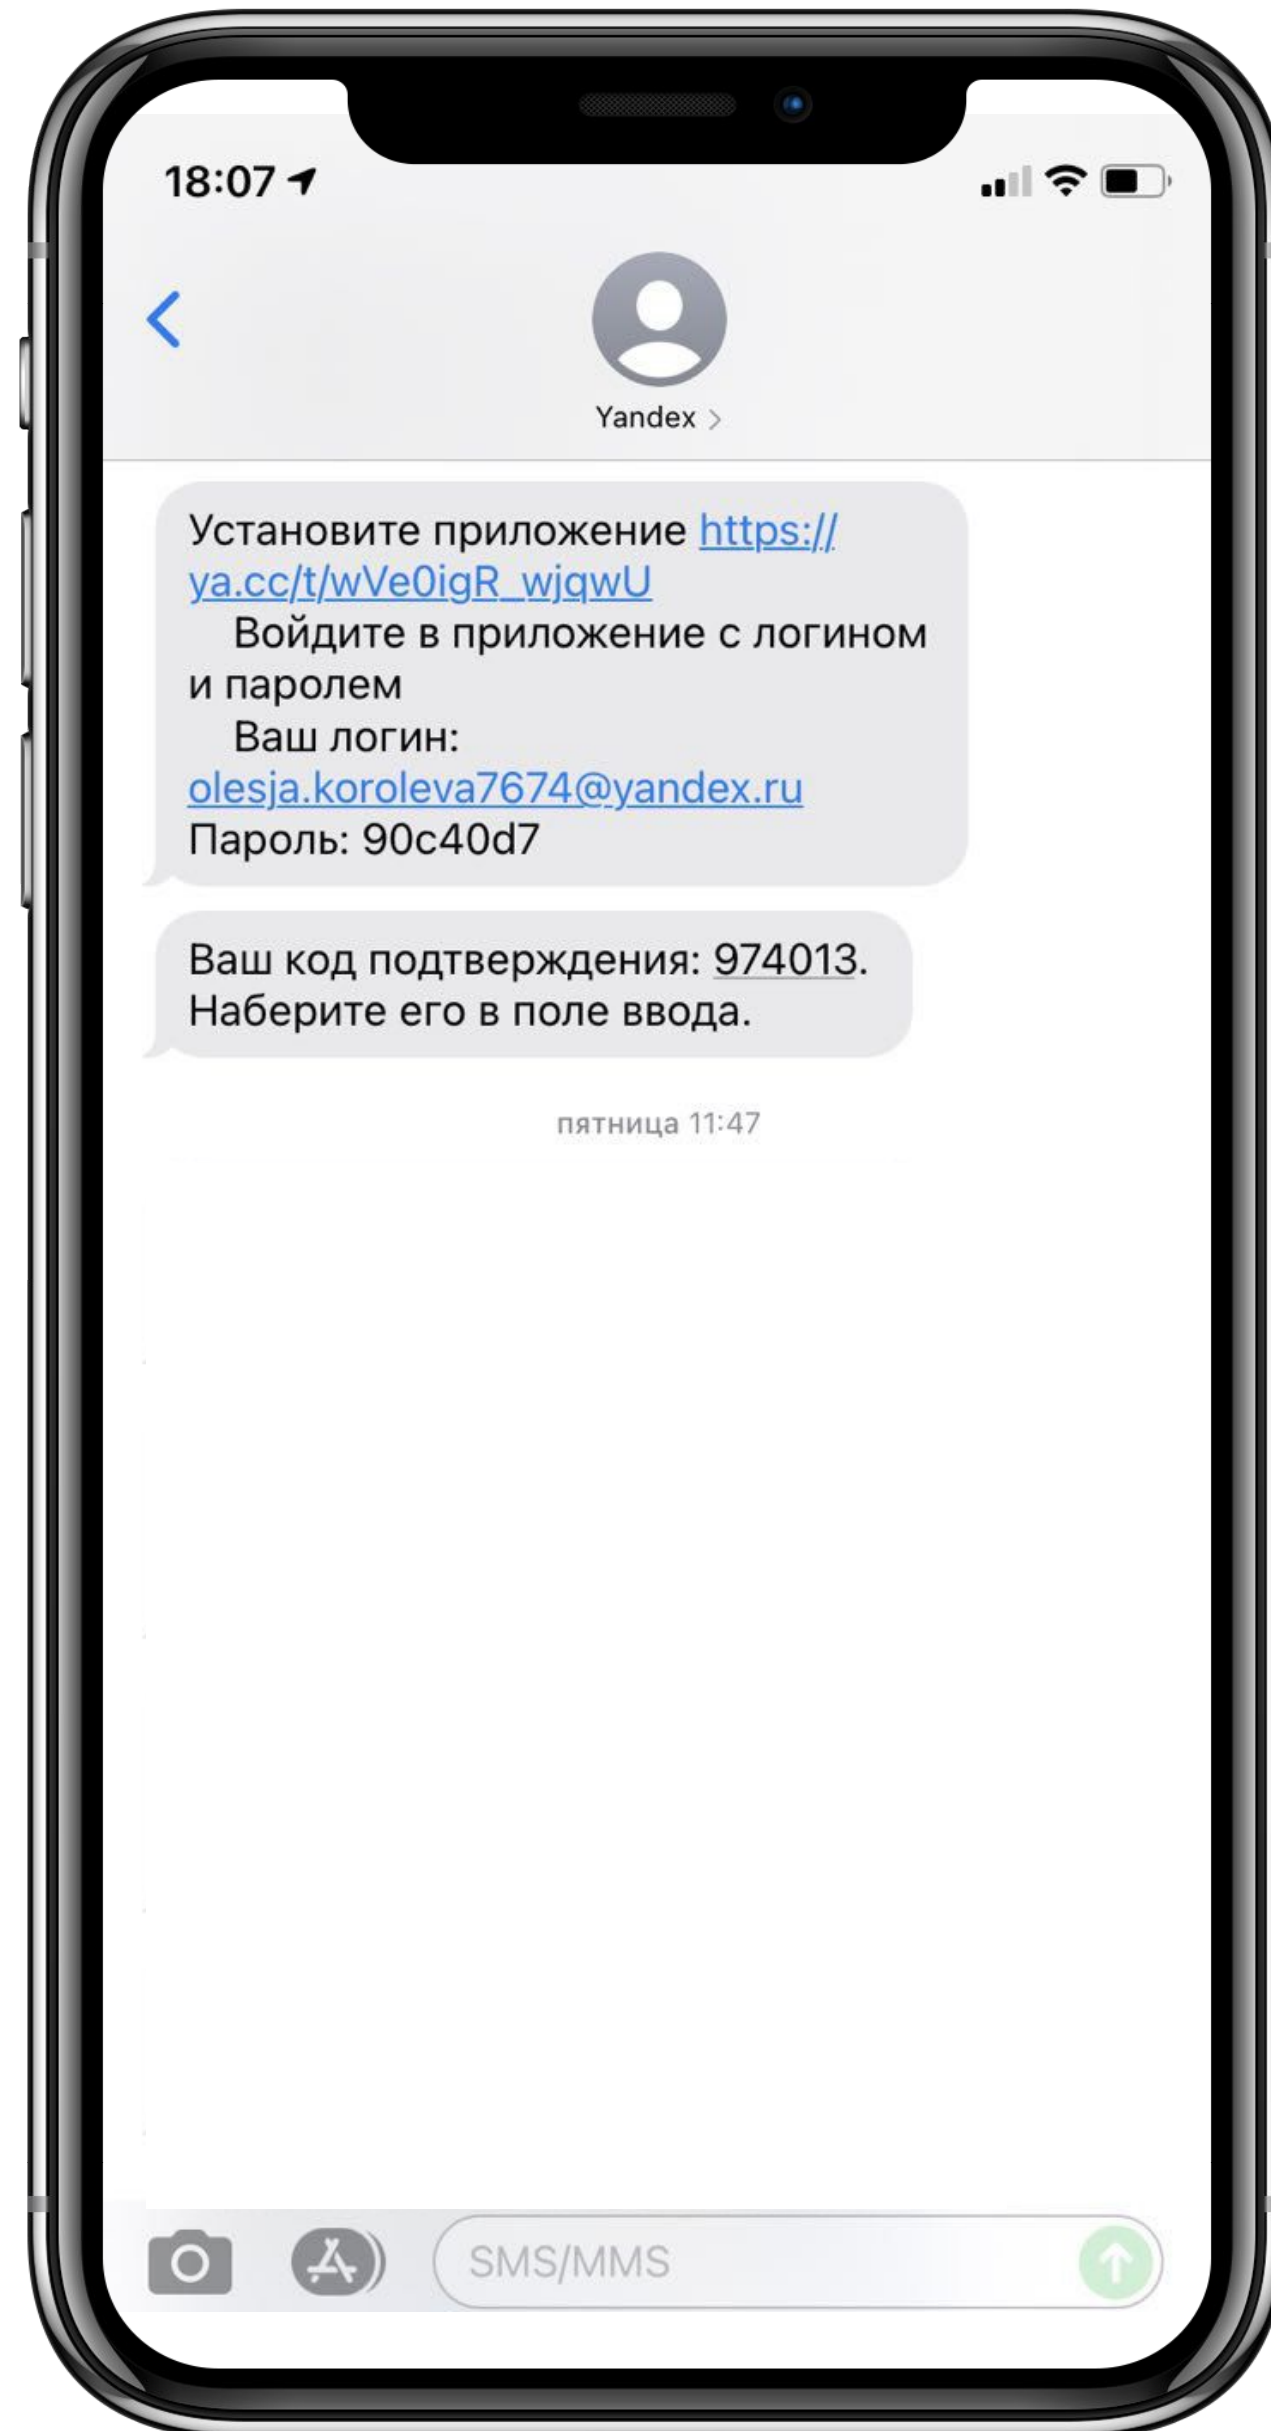 18:07
Yandex >
Установите приложение https://
ya.cc/t/wVe0igR_wjqwU
Войдите в приложение с логином
и паролем
Ваш логин:
olesja.koroleva7674@yandex.ru
Пароль: 90c40d7
Ваш код подтверждения: 974013.
Наберите его в поле ввода.
пятница 11:47
SMS/MMS